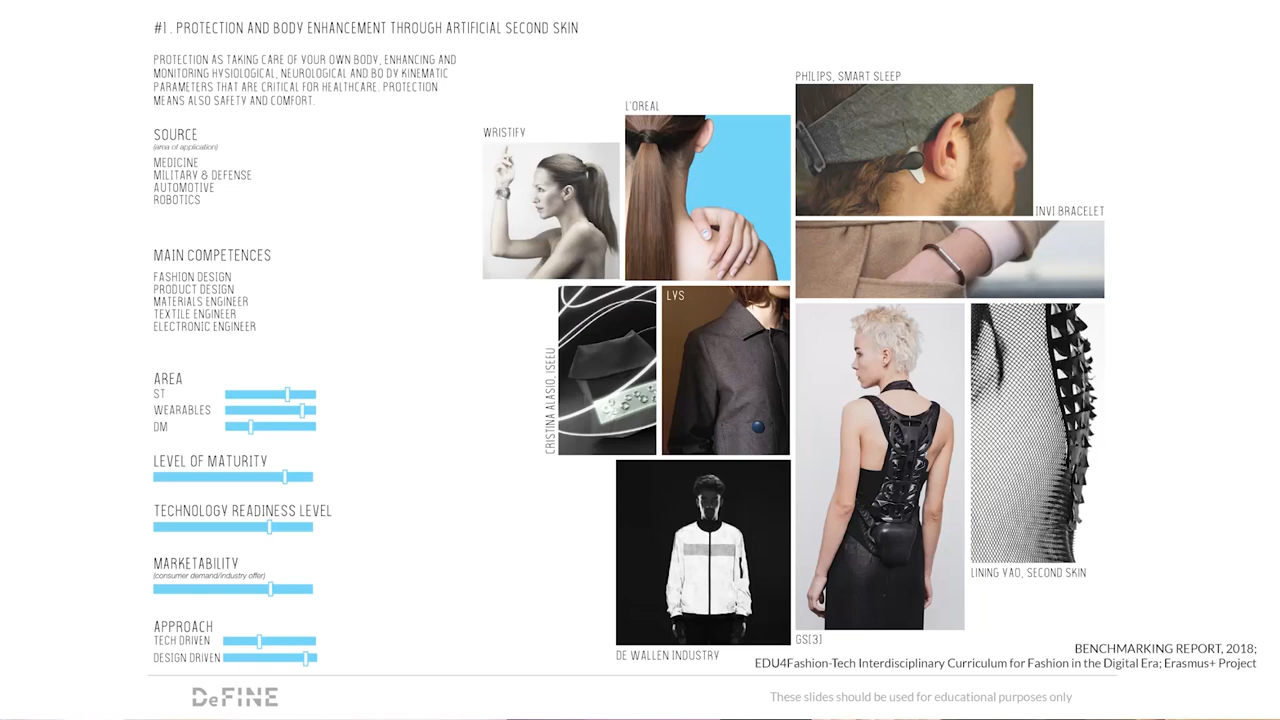 #1. PROTECTION AND BODY ENHANCEMENT THROUGH ARTIFICIAL SECOND SKIN
PROTECTION AS TAKING CARE OF YOUR OWN BODY, ENHANCING AND
MONITORING HYSIOLOGICAL, NEUROLOGICAL AND BO DY KINEMATIC
PARAMETERS THAT ARE CRITICAL FOR HEALTHCARE. PROTECTION
MEANS ALSO SAFETY AND COMFORT.
SOURCE
(area of application)
MEDICINE
MILITARY & DEFENSE
AUTOMOTIVE
ROBOTICS
MAIN COMPETENCES
FASHION DESIGN
PRODUCT DESIGN
MATERIALS ENGINEER
TEXTILE ENGINEER
ELECTRONIC ENGINEER
AREA
ST
WEARABLES
DM
LEVEL OF MATURITY
TECHNOLOGY READINESS LEVEL
MARKETABILITY
(consumer demand/industry offer)
APPROACH
TECH DRIVEN
DESIGN DRIVEN
WRISTIFY
L'OREAL
PHILIPS, SMART SLEEP
INVI BRACELET
CRISTINA ALASIO, ISEEU
LVS
DE WALLEN INDUSTRY
GS[3]
LINING YAO, SECOND SKIN
BENCHMARKING REPORT, 2018;
EDU4Fashion-Tech Interdisciplinary Curriculum for Fashion in the Digital Era; Erasmus+ Project
DeFINE
These slides should be used for educational purposes only